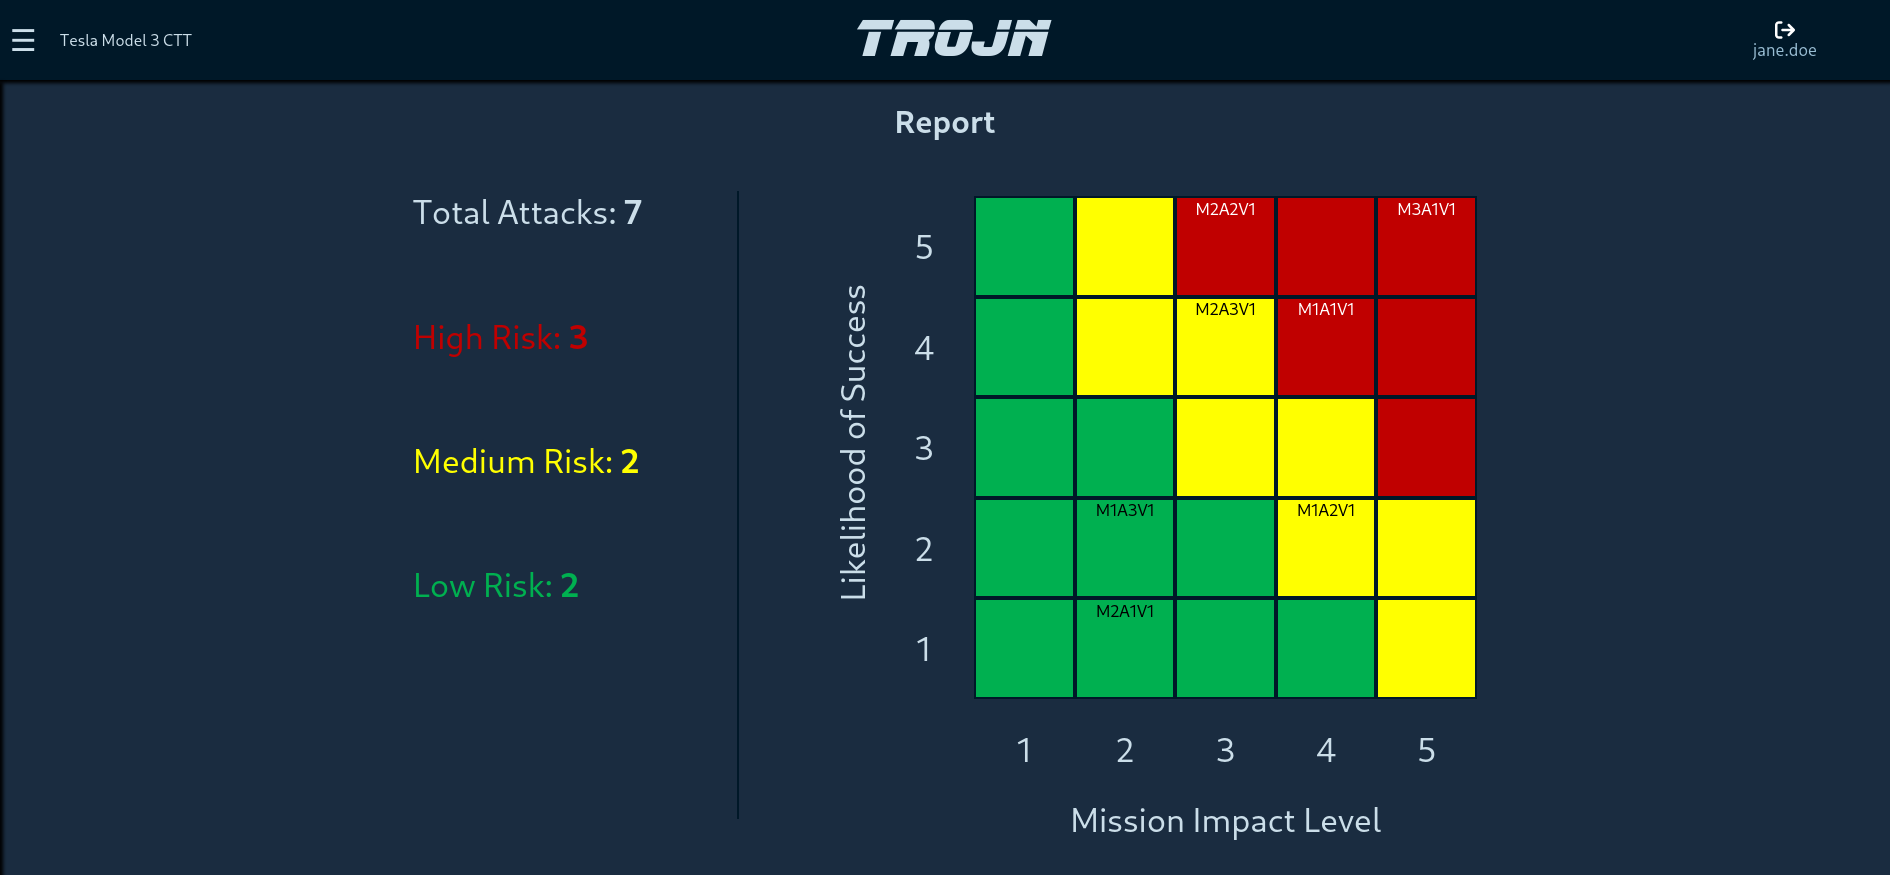 Tesla Model 3 CTT
TROJN
jane.doe
Report
Total Attacks: 7
High Risk: 3
Medium Risk: 2
Low Risk: 2
Likelihood of Success
5
M2A2V1
M3A1V1
4
M2A3V1
M1A1V1
3
2
M1A3V1
M1A2V1
1
M2A1V1
1
2
3
4
5
Mission Impact Level